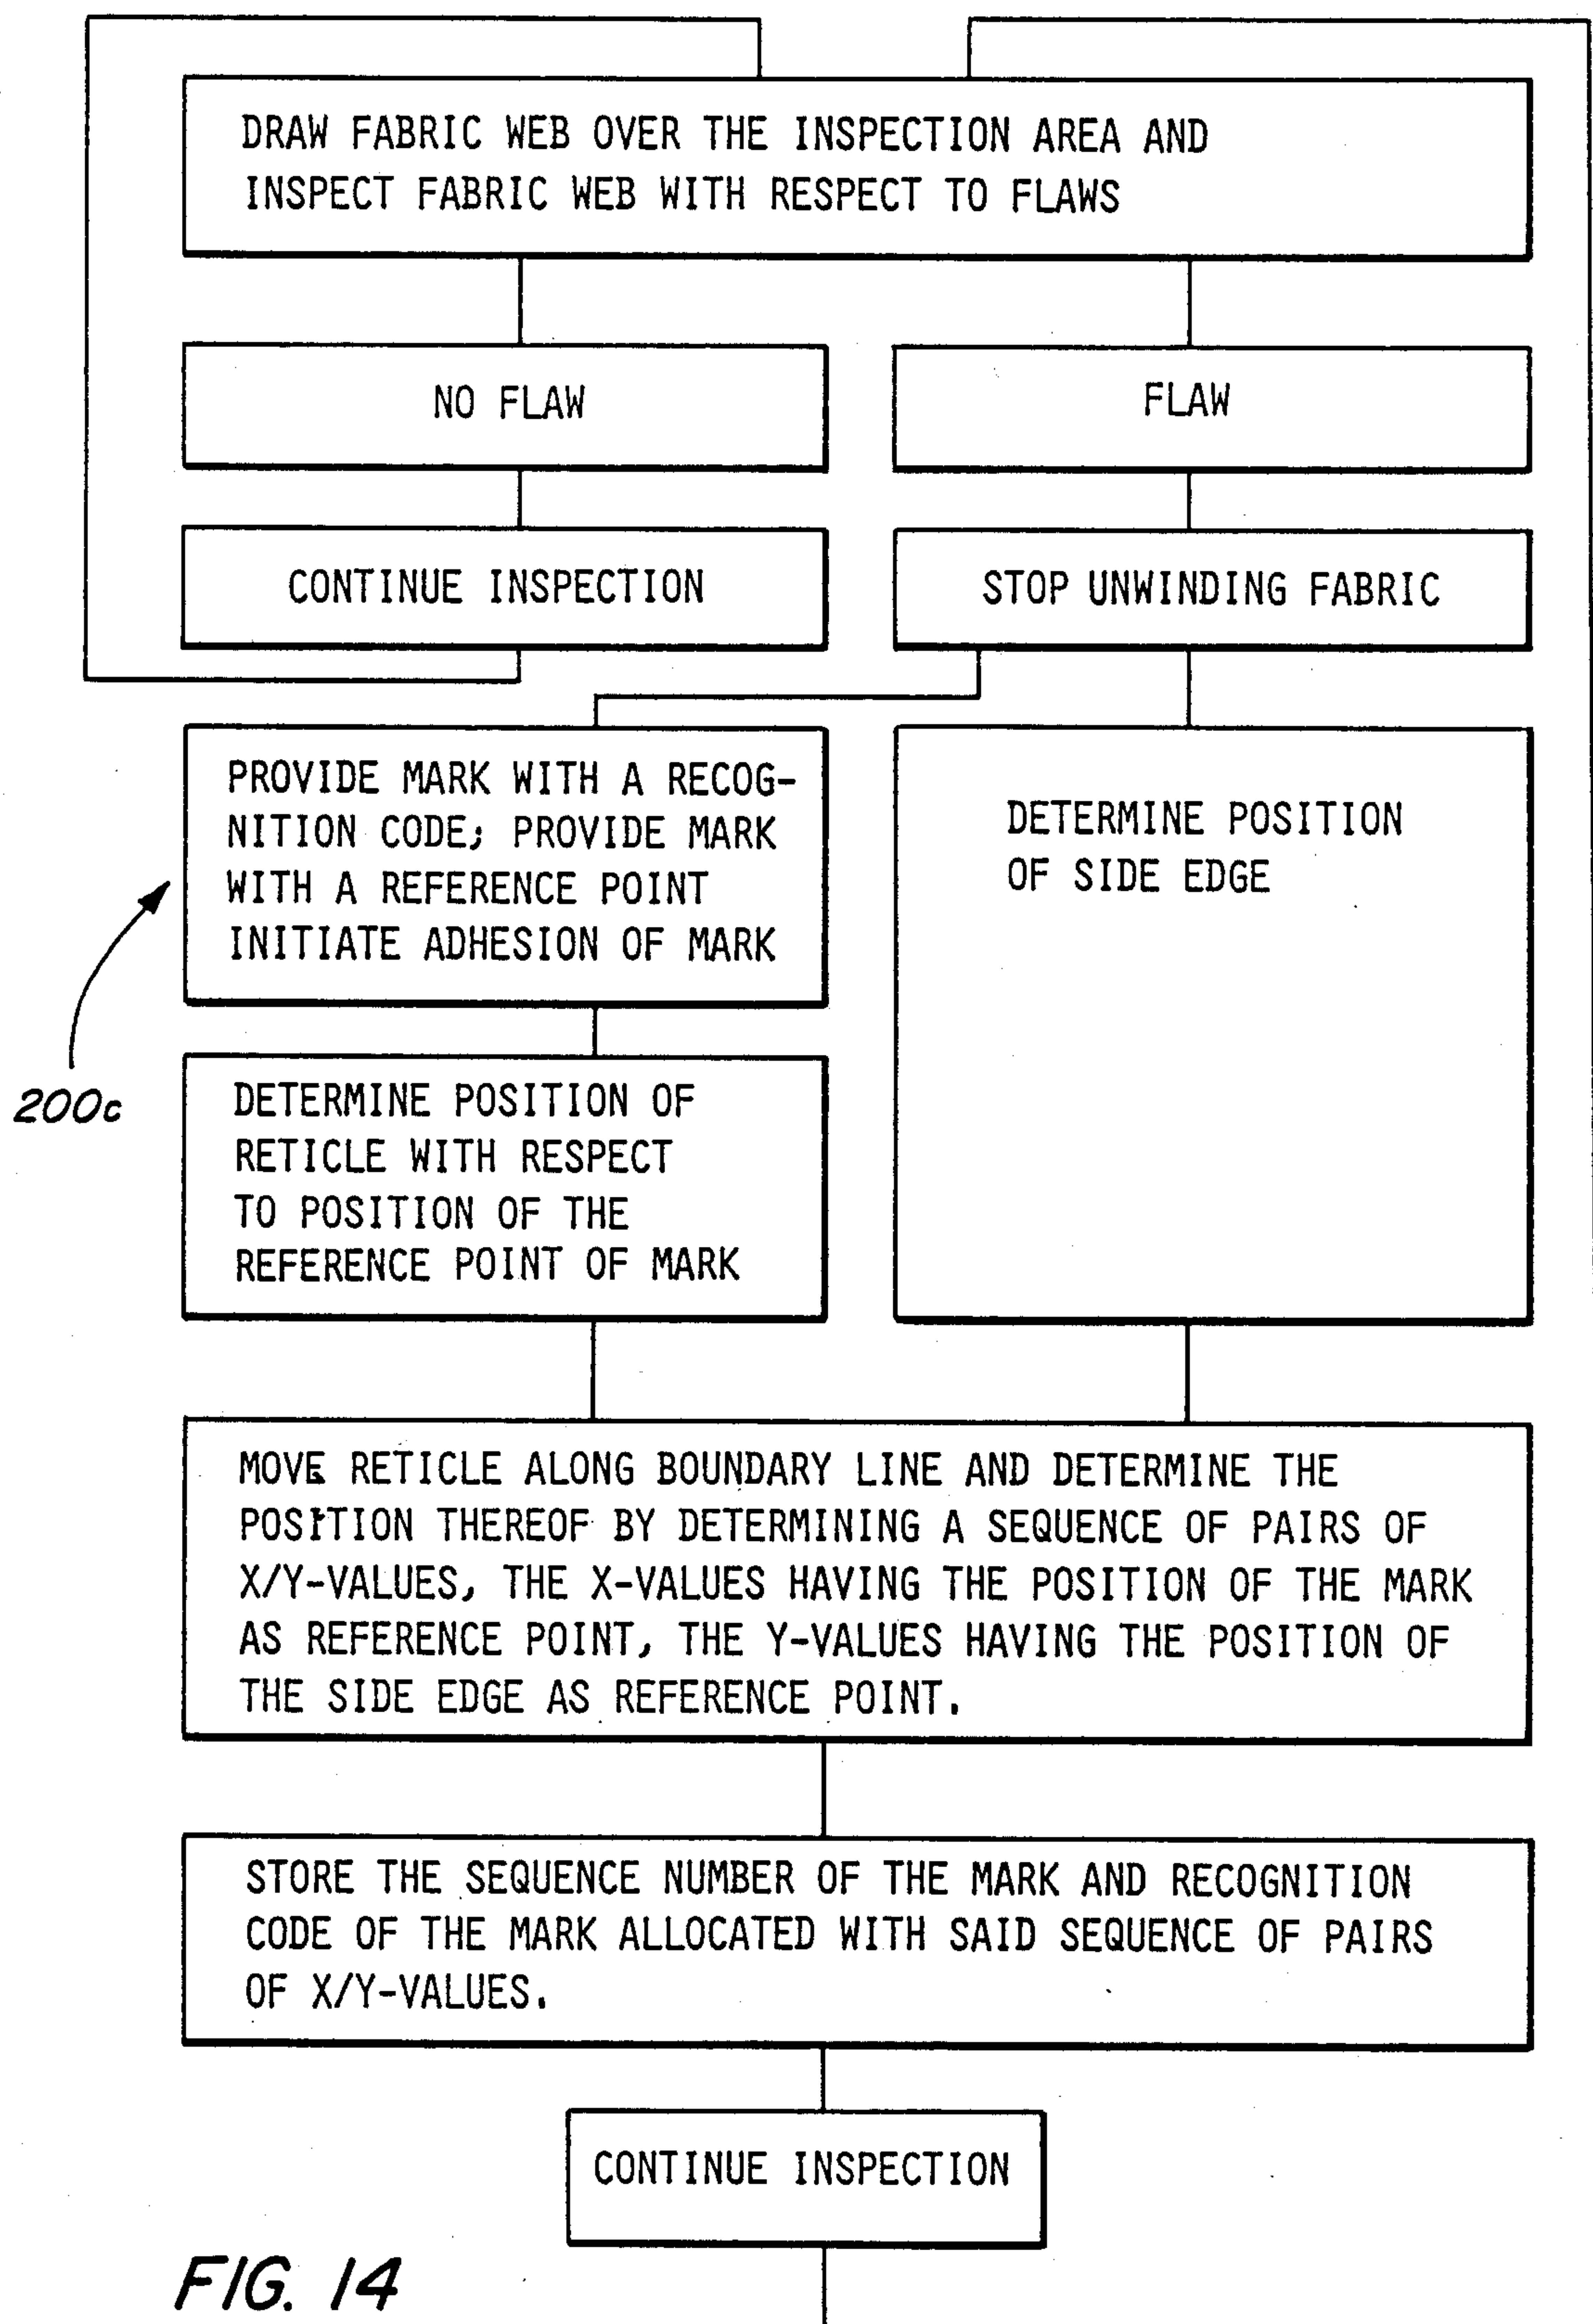 DRAW FABRIC WEB OVER THE INSPECTION AREA AND
INSPECT FABRIC WEB WITH RESPECT TO FLAWS
NO FLAW
FLAW
CONTINUE INSPECTION
STOP UNWINDING FABRIC
PROVIDE MARK WITH A RECOG-
NITION CODE; PROVIDE MARK
WITH A REFERENCE POINT
INITIATE ADHESION OF MARK
DETERMINE POSITION
OF SIDE EDGE
200c
DETERMINE POSITION OF
RETICLE WITH RESPECT
TO POSITION OF THE
REFERENCE POINT OF MARK
MOVE RETICLE ALONG BOUNDARY LINE AND DETERMINE THE
POSITION THEREOF BY DETERMINING A SEQUENCE OF PAIRS OF
X/Y-VALUES, THE X-VALUES HAVING THE POSITION OF THE MARK
AS REFERENCE POINT, THE Y-VALUES HAVING THE POSITION OF
THE SIDE EDGE AS REFERENCE POINT.
STORE THE SEQUENCE NUMBER OF THE MARK AND RECOGNITION
CODE OF THE MARK ALLOCATED WITH SAID SEQUENCE OF PAIRS
OF X/Y-VALUES.
CONTINUE INSPECTION
FIG. 14